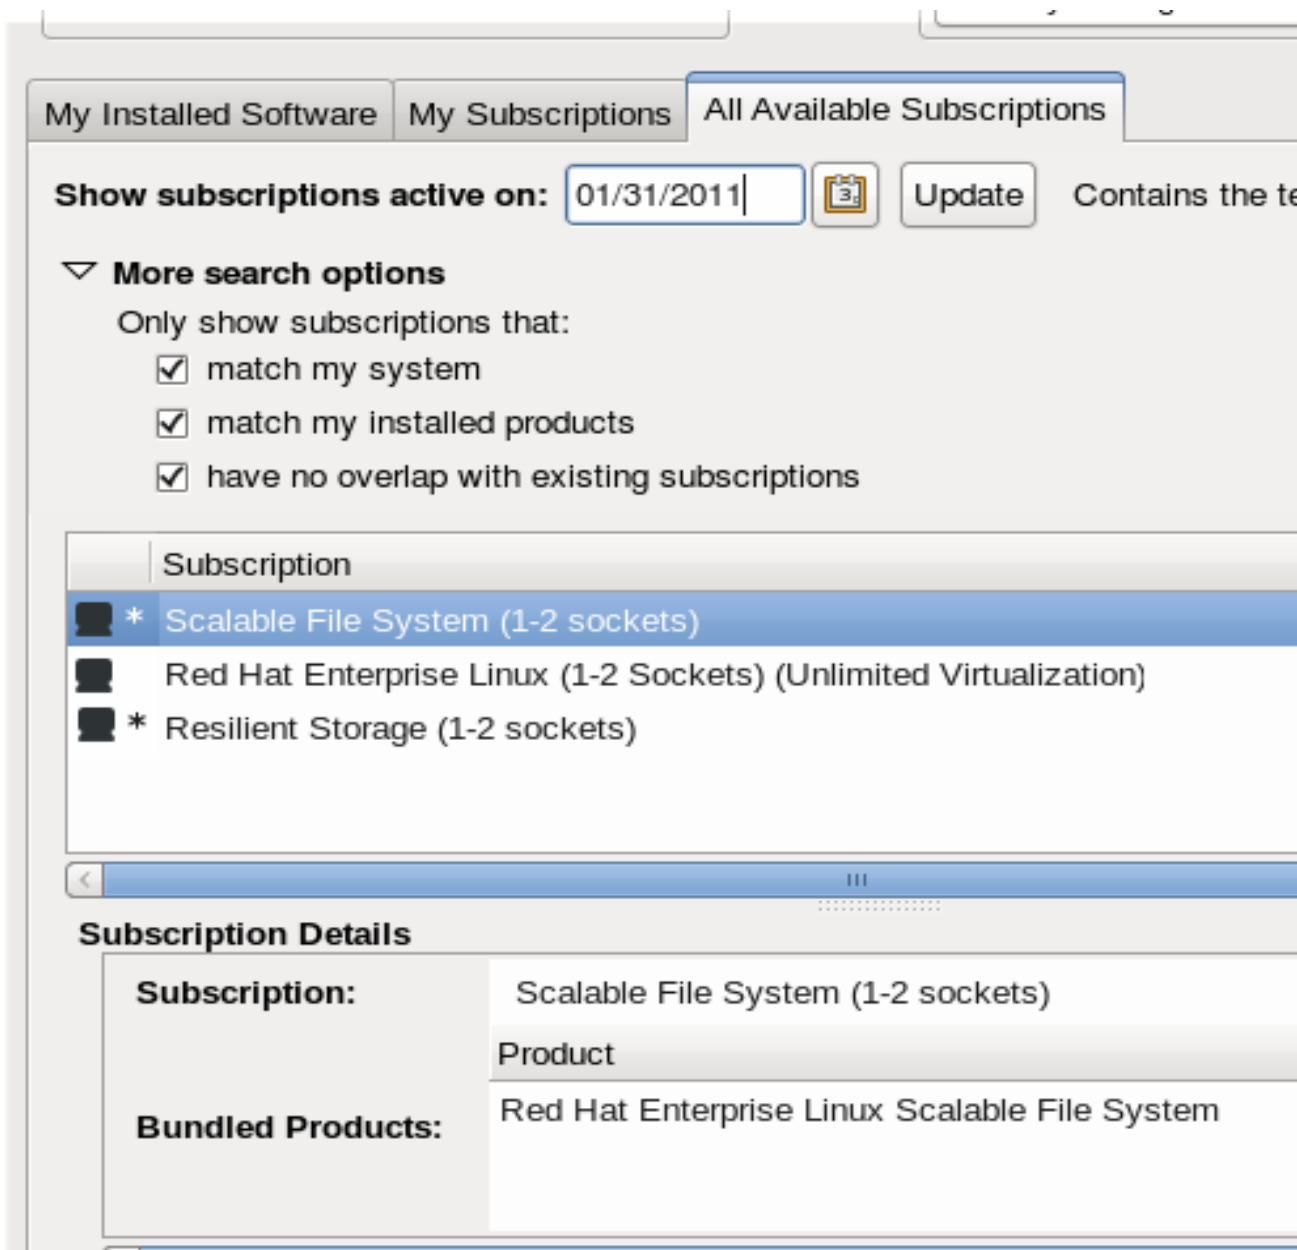 My Installed Software My Subscriptions All Available Subscriptions
Show subscriptions active on: 01/31/2011 3 Update Contains the
More search options
Only show subscriptions that:
match my system
match my installed products
have no overlap with existing subscriptions
Subscription
* Scalable File System (1-2 sockets)
Red Hat Enterprise Linux (1-2 Sockets) (Unlimited Virtualization)
* Resilient Storage (1-2 sockets)
Subscription Details
Subscription: Scalable File System (1-2 sockets)
Product
Bundled Products: Red Hat Enterprise Linux Scalable File System